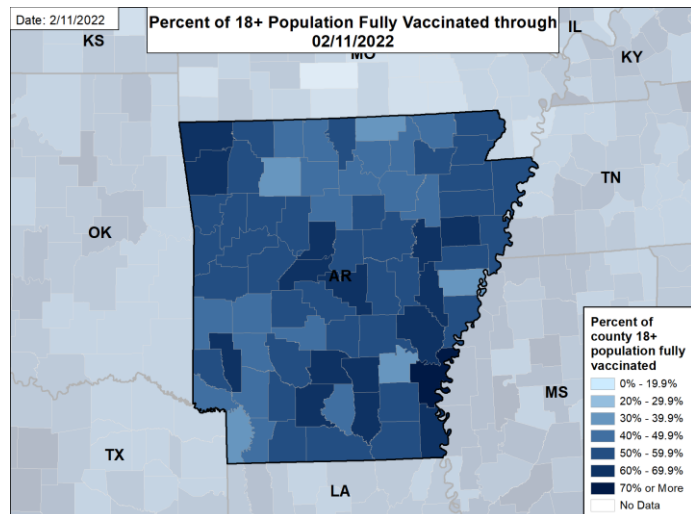 Date: 2/11/2022
Percent of 18+ Population Fully Vaccinated through
02/11/2022
KS
MO
IL
KY
TN
OK
AR
MS
TX
LA
Percent of
county 18+
population fully
vaccinated
0% - 19.9%
20% - 29.9%
30% - 39.9%
40% - 49.9%
50% - 59.9%
60% - 69.9%
70% or More
No Data